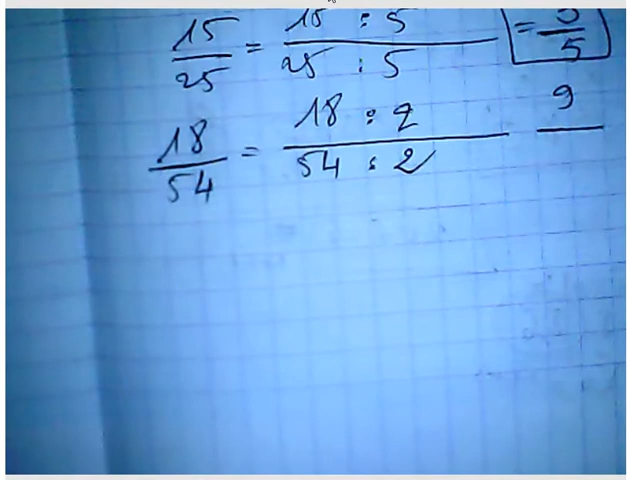 15/25 = 15 : 5/25 : 5 = 3/5
18/54 = 18 : 2/54 : 2 9